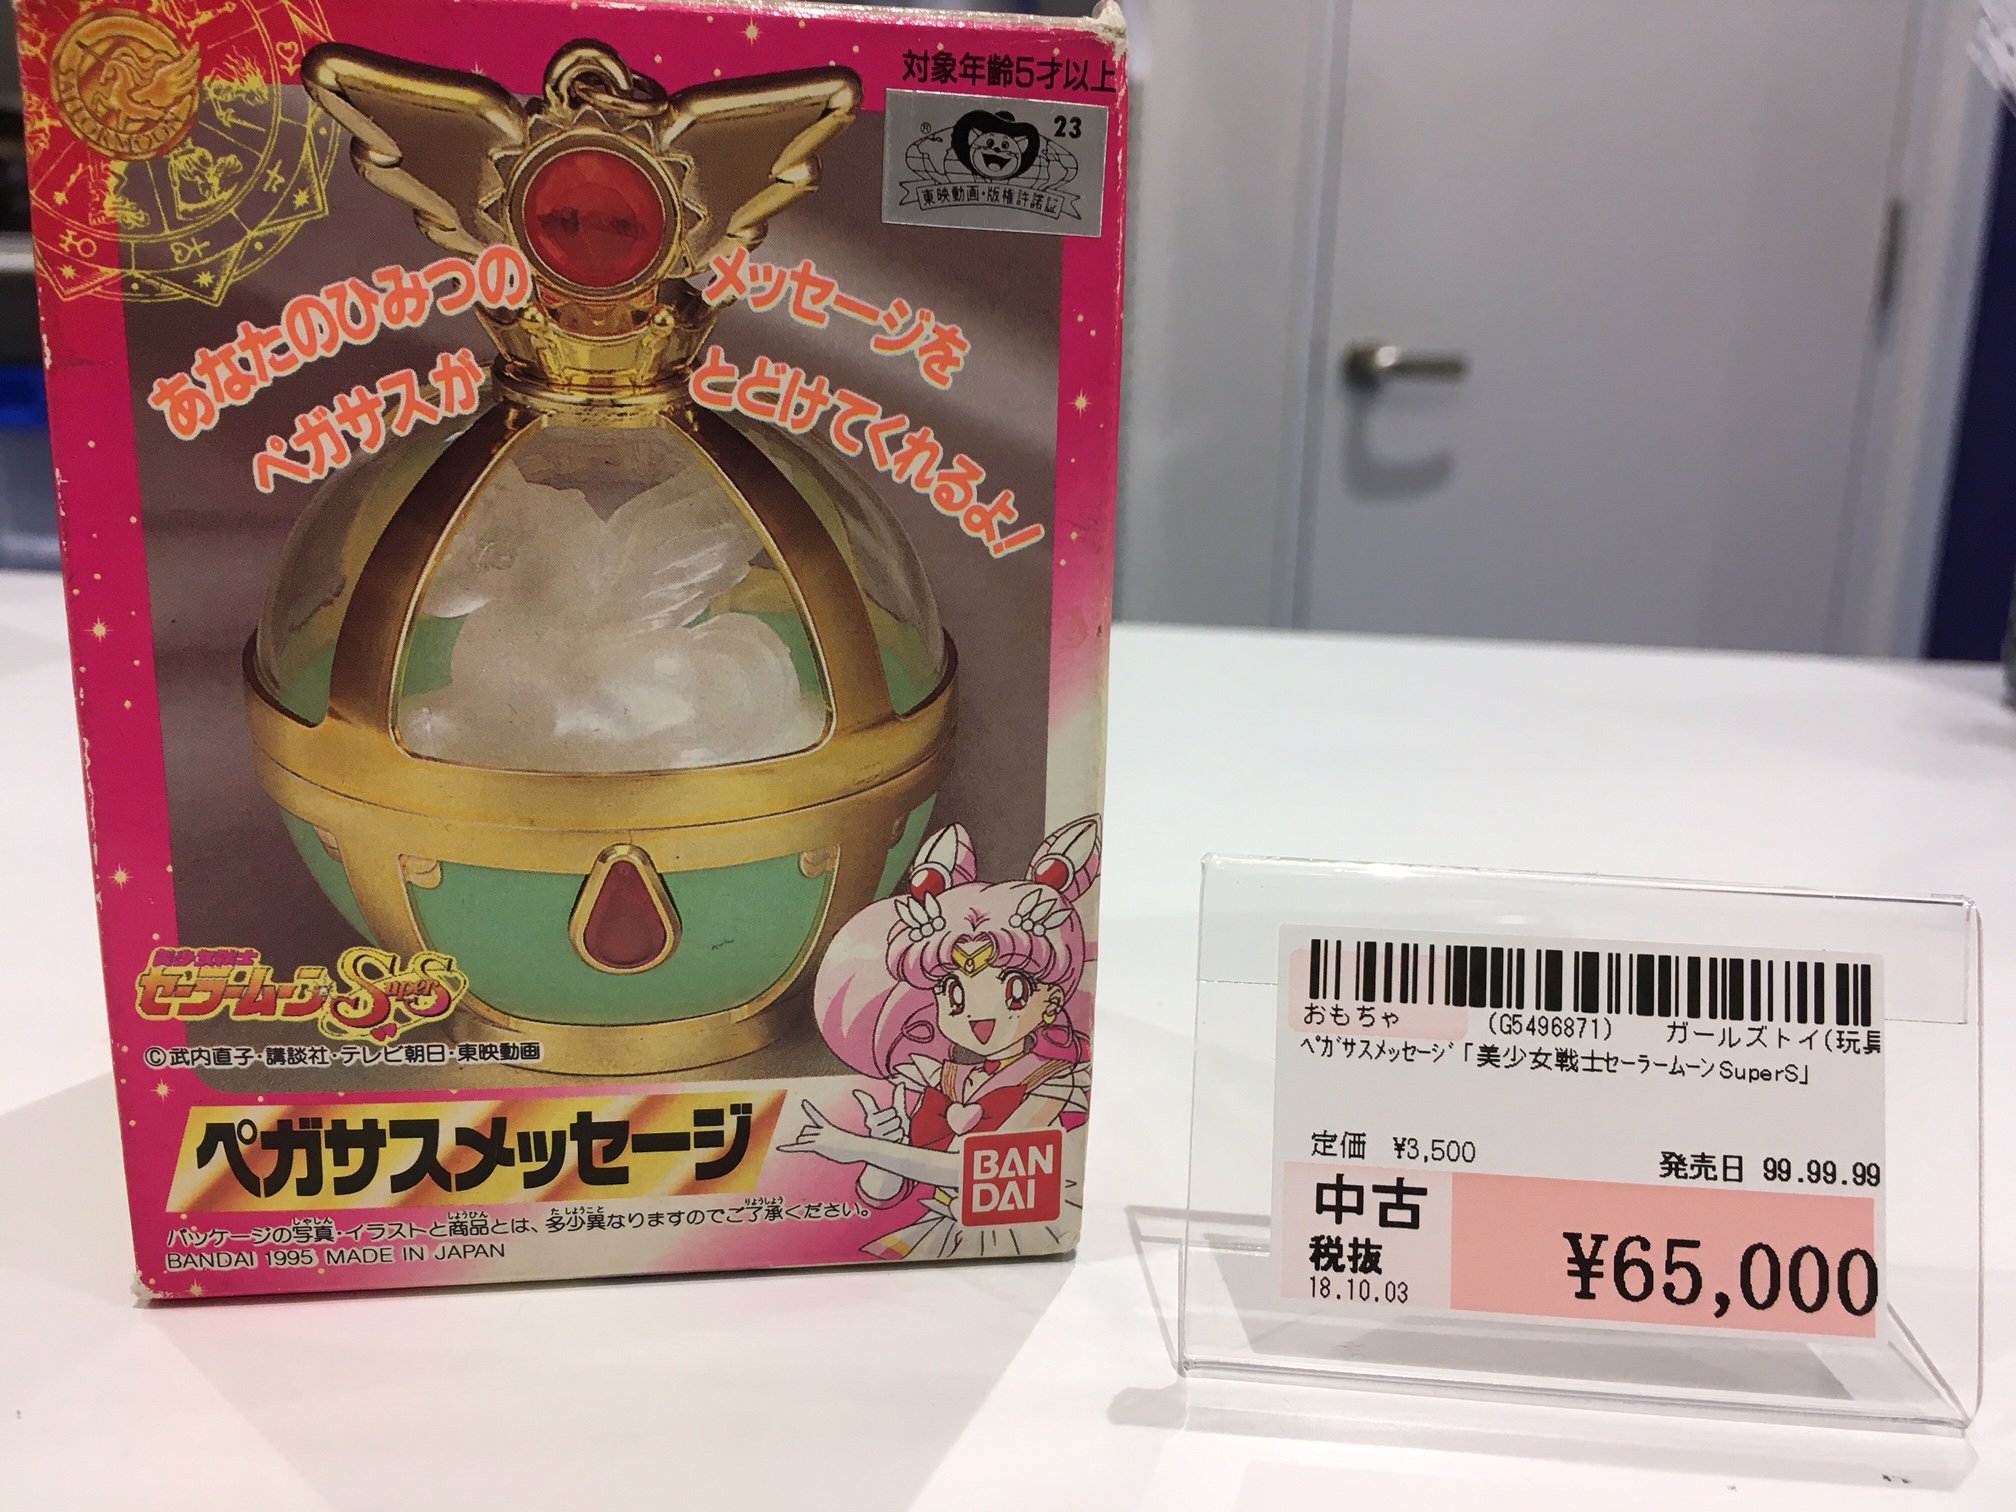 SAILORMOON
対象年齢5才以上
® 23
東映動画・版権許諾証
あなたのひみつの メッセージを
ペガサスが とどけてくれるよ!
美少女戦士
セーラームーン SuperS
©武内直子・講談社・テレビ朝日・東映動画
ペガサスメッセージ
BAN
DAI
パッケージの写真・イラストと商品とは、多少異なりますのでご了承ください。
BANDAI 1995 MADE IN JAPAN
おもちゃ (G5496871) ガールズトイ(玩具
ペガサスメッセージ「美少女戦士セーラームーンSuperS」
定価 ¥3,500
発売日 99.99.99
中古
税抜
18.10.03
¥65,000